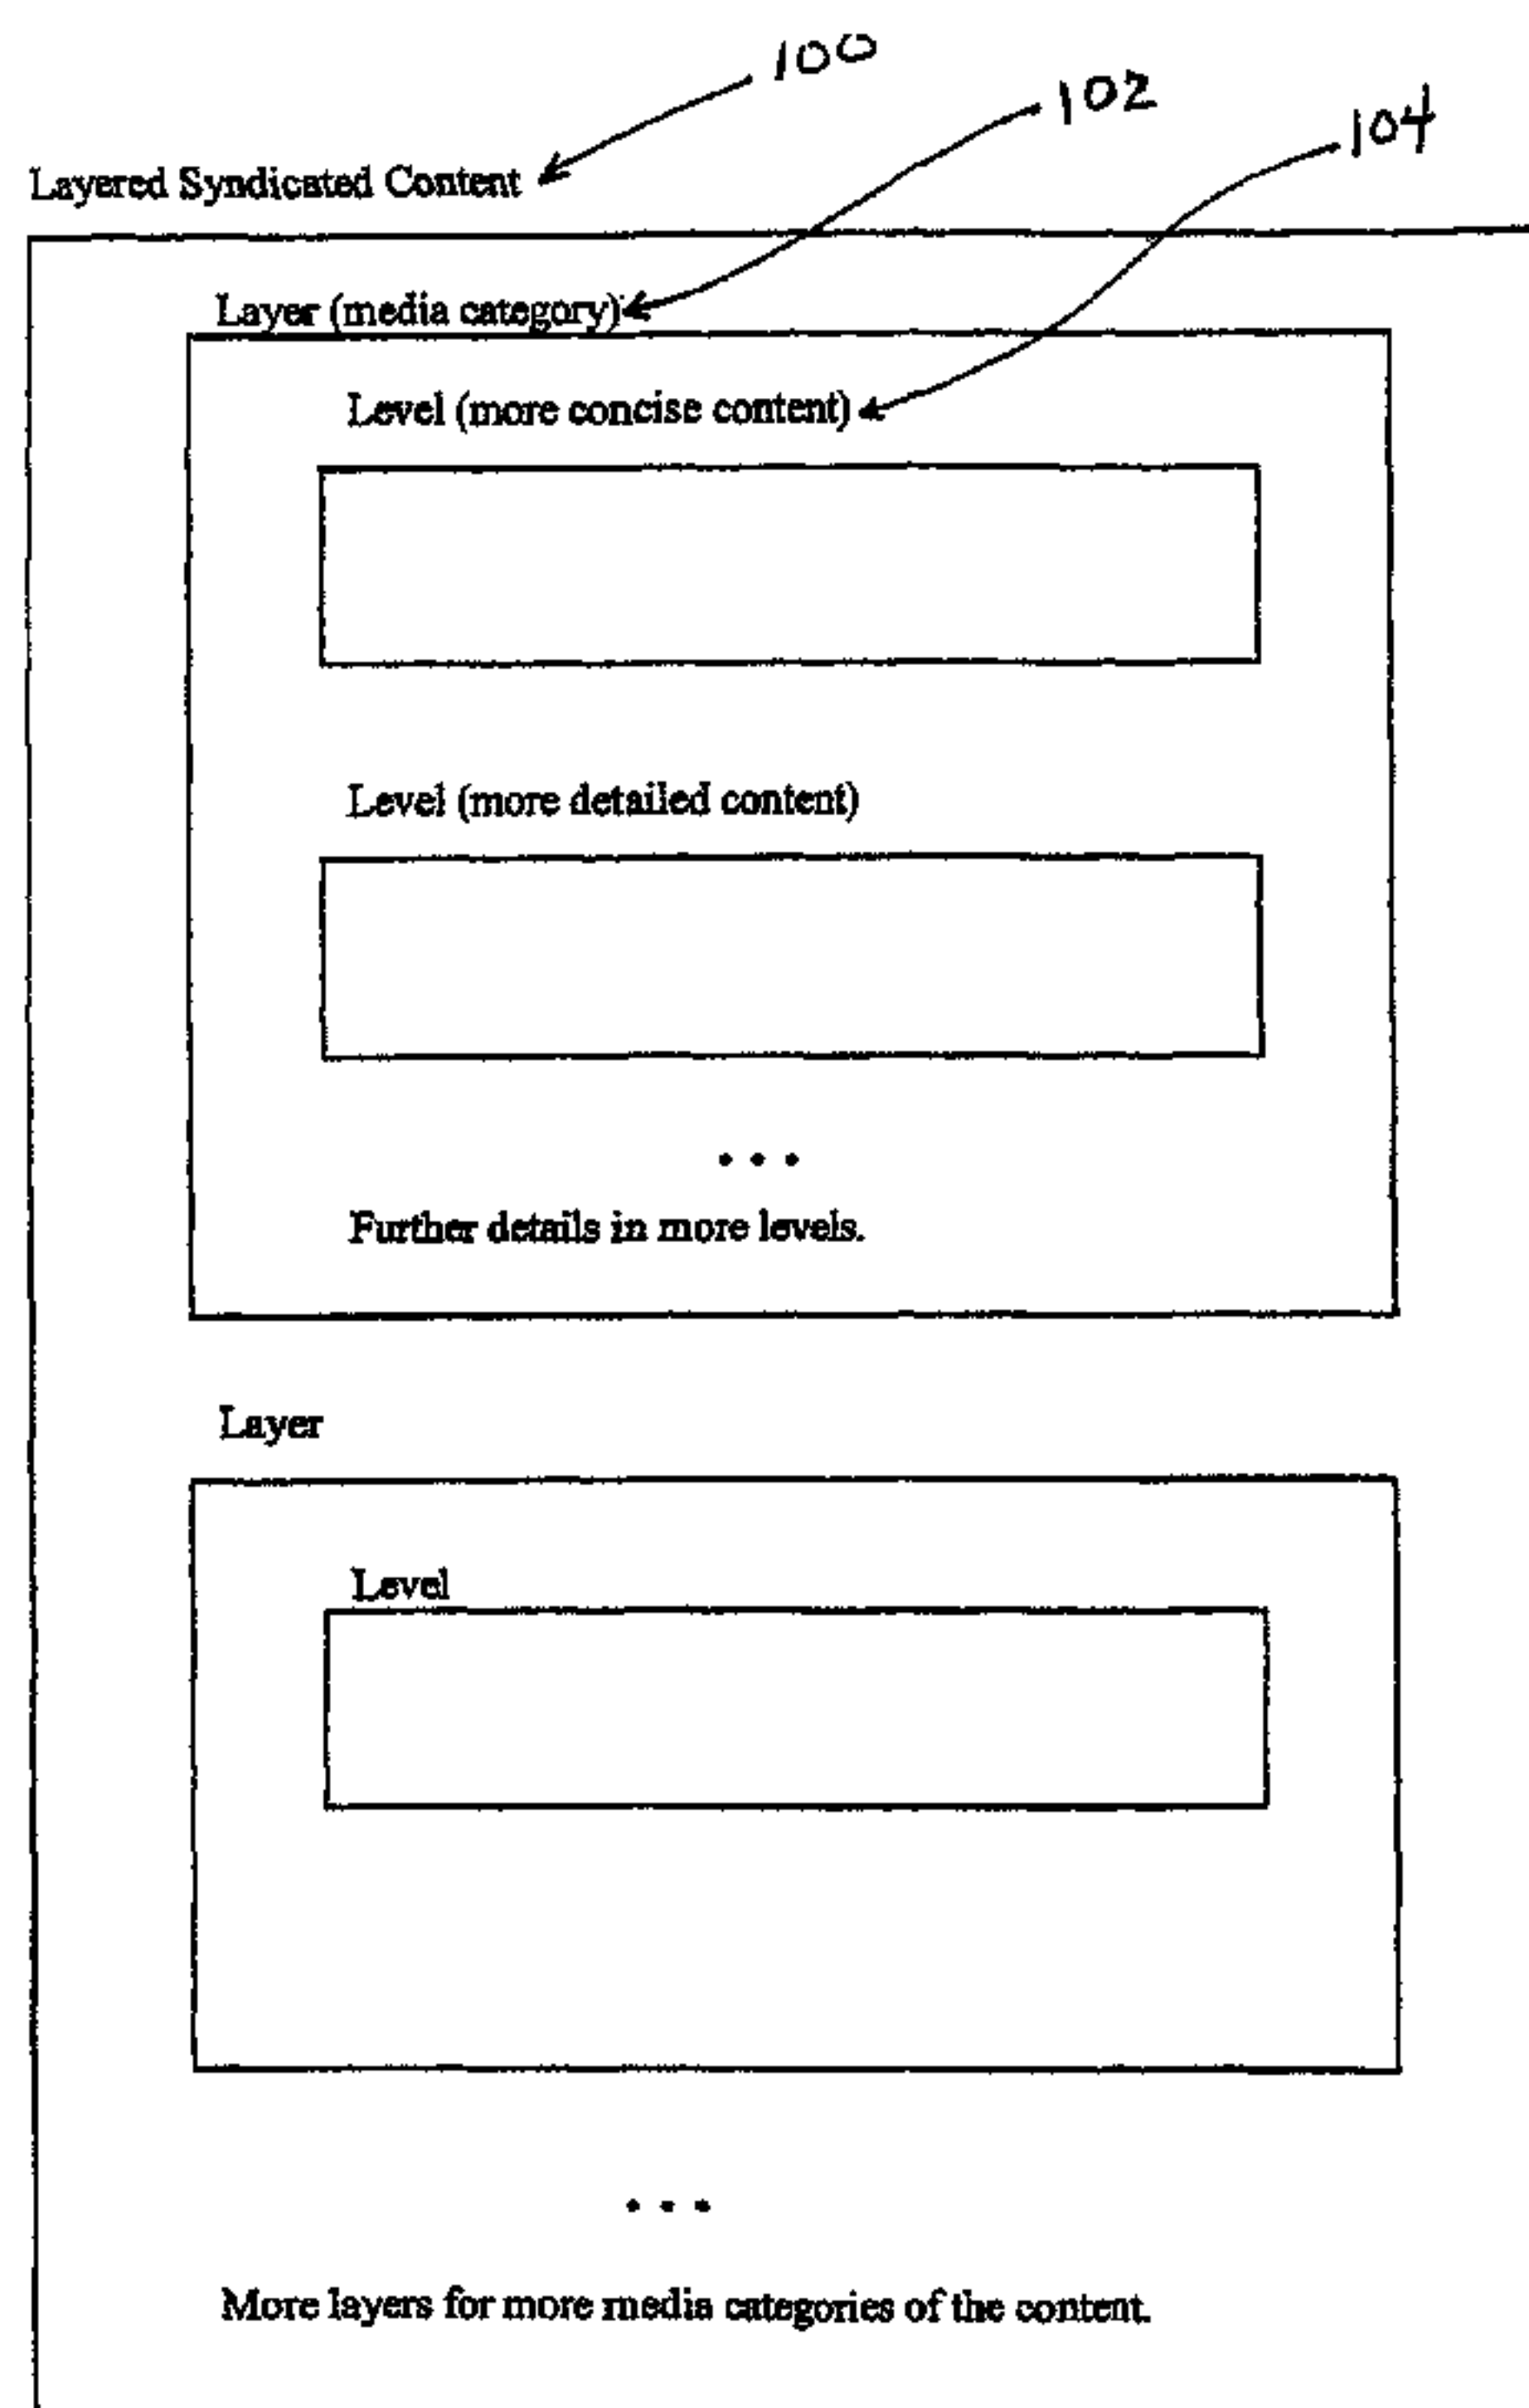 100
102
104
Layered Syndicated Content
Layer (media category)
Level (more concise content)
Level (more detailed content)
...
Further details in more levels.
Layer
Level
...
More layers for more media categories of the content.